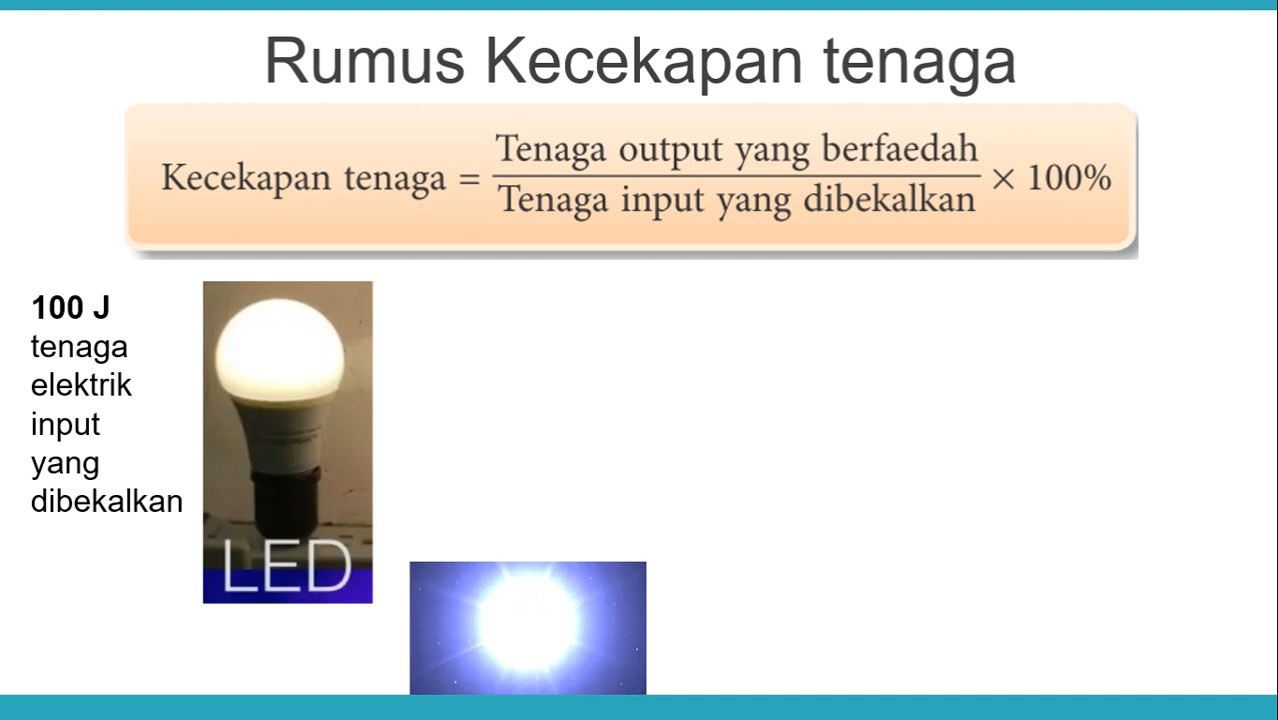 Rumus Kecekapan tenaga
Kecekapan tenaga = Tenaga output yang berfaedah / Tenaga input yang dibekalkan × 100%
100 J
tenaga
elektrik
input
yang
dibekalkan
LED